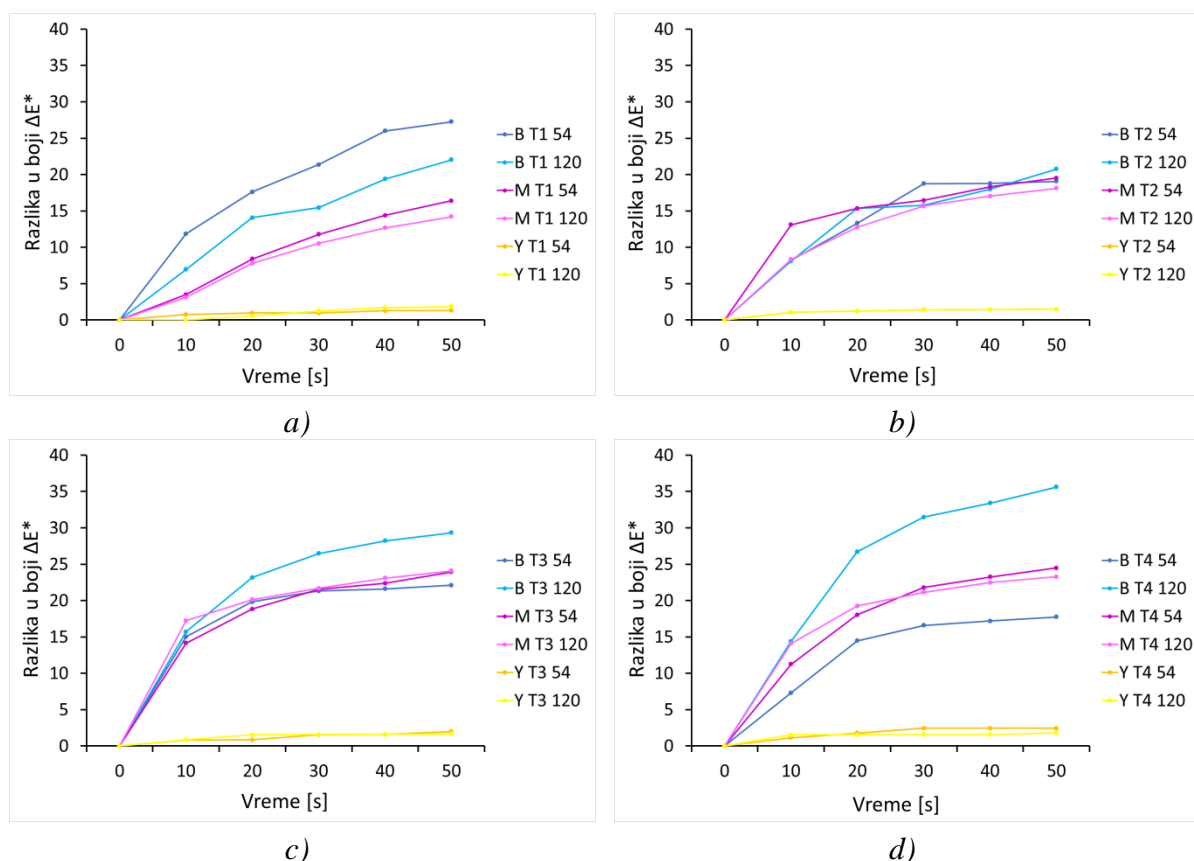 40
35
30
25
20
15
10
5
0
Razlika u boji ΔE*
0 10 20 30 40 50
Vreme [s]
B T1 54
B T1 120
M T1 54
M T1 120
Y T1 54
Y T1 120
a)
40
35
30
25
20
15
10
5
0
Razlika u boji ΔE*
0 10 20 30 40 50
Vreme [s]
B T2 54
B T2 120
M T2 54
M T2 120
Y T2 54
Y T2 120
b)
40
35
30
25
20
15
10
5
0
Razlika u boji ΔE*
0 10 20 30 40 50
Vreme [s]
B T3 54
B T3 120
M T3 54
M T3 120
Y T3 54
Y T3 120
c)
40
35
30
25
20
15
10
5
0
Razlika u boji ΔE*
0 10 20 30 40 50
Vreme [s]
B T4 54
B T4 120
M T4 54
M T4 120
Y T4 54
Y T4 120
d)